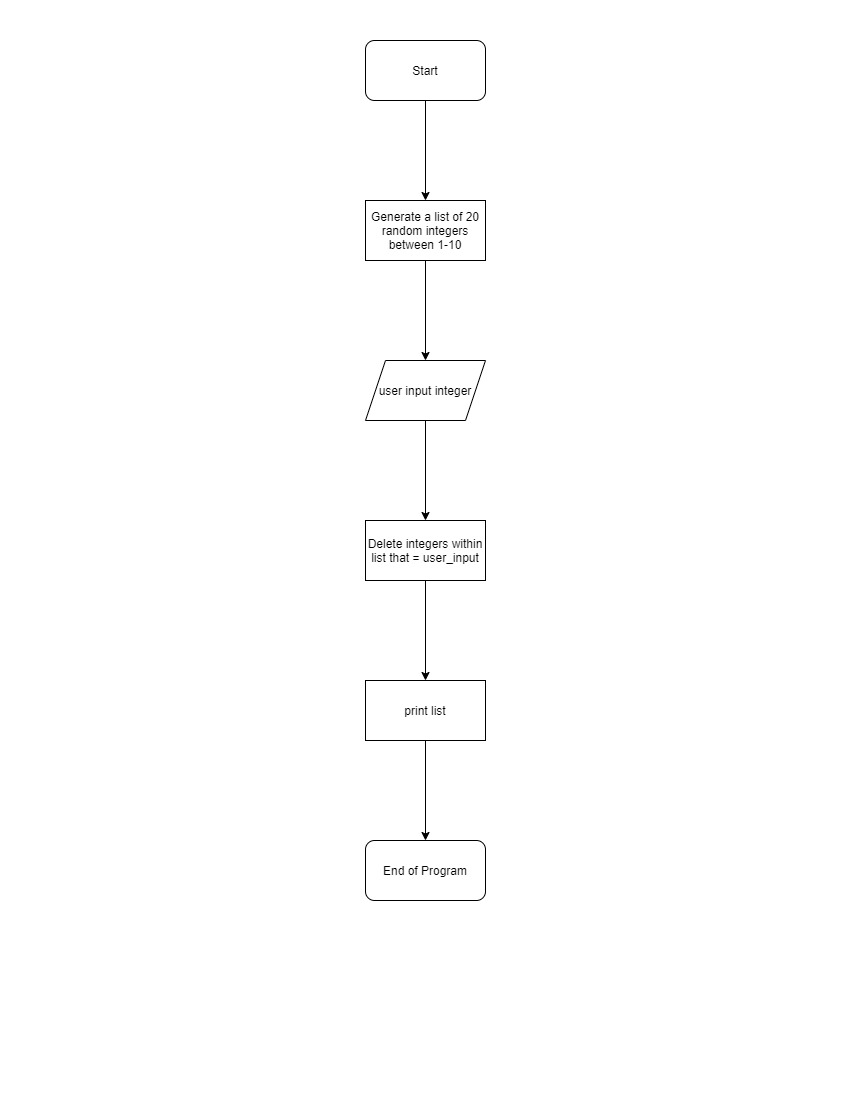 Start
Generate a list of 20
random integers
between 1-10
user input integer
Delete integers within
list that = user_input
print list
End of Program